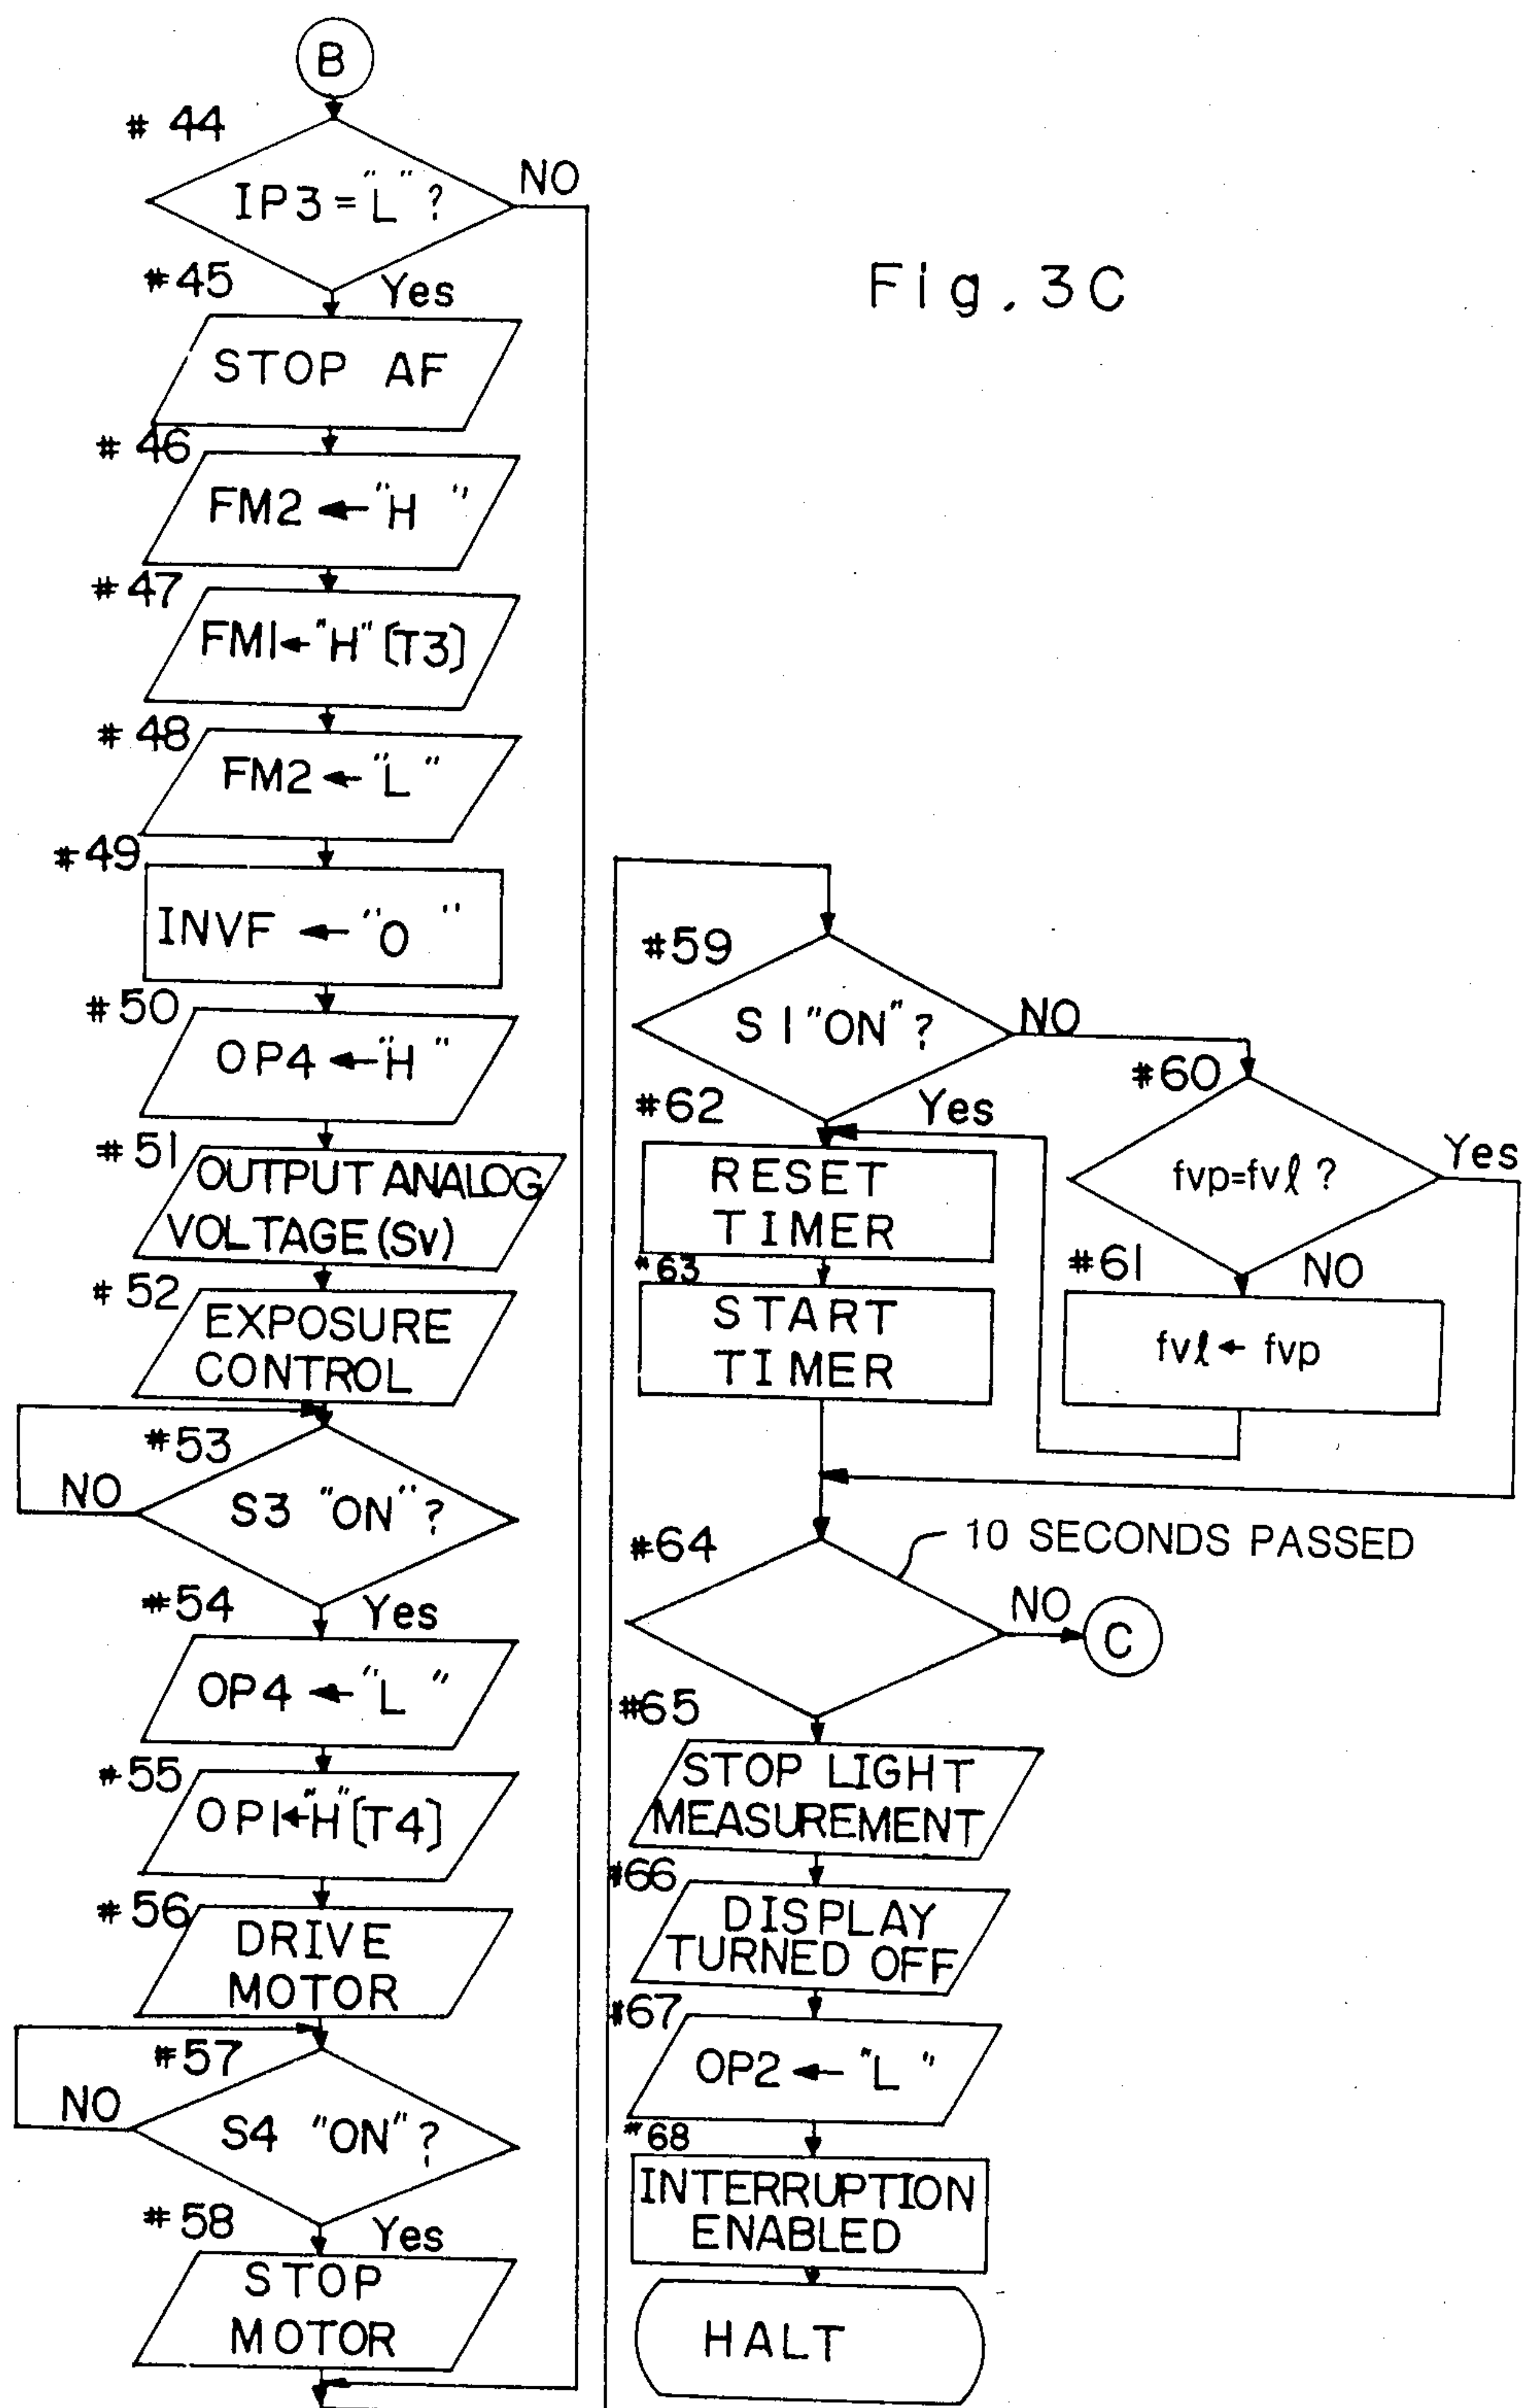 B
# 44
IP3="L"?
NO
#45
Yes
Fig. 3C
STOP AF
# 46
FM2 ← "H "
# 47
FM1←"H"[T3]
# 48
FM2 ← "L"
#49
INVF ← "0 "
#50
OP4 ← "H"
#51
OUTPUT ANALOG
VOLTAGE(Sv)
#52
EXPOSURE
CONTROL
#53
NO
S3 "ON"?
#54
Yes
OP4 ← "L "
#55
OP1←"H"[T4]
#56
DRIVE
MOTOR
#57
NO
S4 "ON"?
#58
Yes
STOP
MOTOR
#59
S1"ON"?
NO
#60
fvp=fvℓ?
Yes
#61
NO
fvℓ← fvp
#62
Yes
RESET
TIMER
#63
START
TIMER
#64
10 SECONDS PASSED
NO
C
#65
STOP LIGHT
MEASUREMENT
#66
DISPLAY
TURNED OFF
#67
OP2 ← "L "
#68
INTERRUPTION
ENABLED
HALT